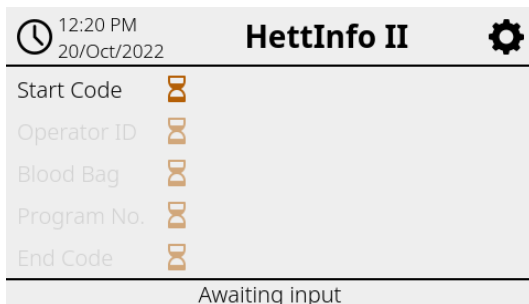 12:20 PM
20/Oct/2022
HettInfo II
Start Code
Operator ID
Blood Bag
Program No.
End Code
Awaiting input